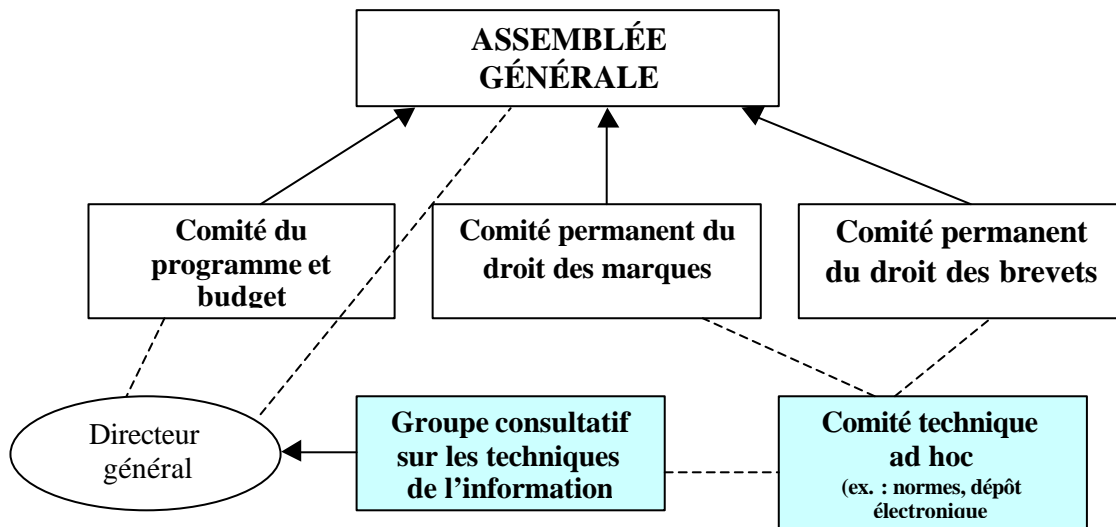 ASSEMBLÉE
GÉNÉRALE
Comité du
programme et
budget
Comité permanent du
droit des marques
Comité permanent
du droit des brevets
Directeur
général
Groupe consultatif
sur les techniques
de l’information
Comité technique
ad hoc
(ex. : normes, dépôt
électronique